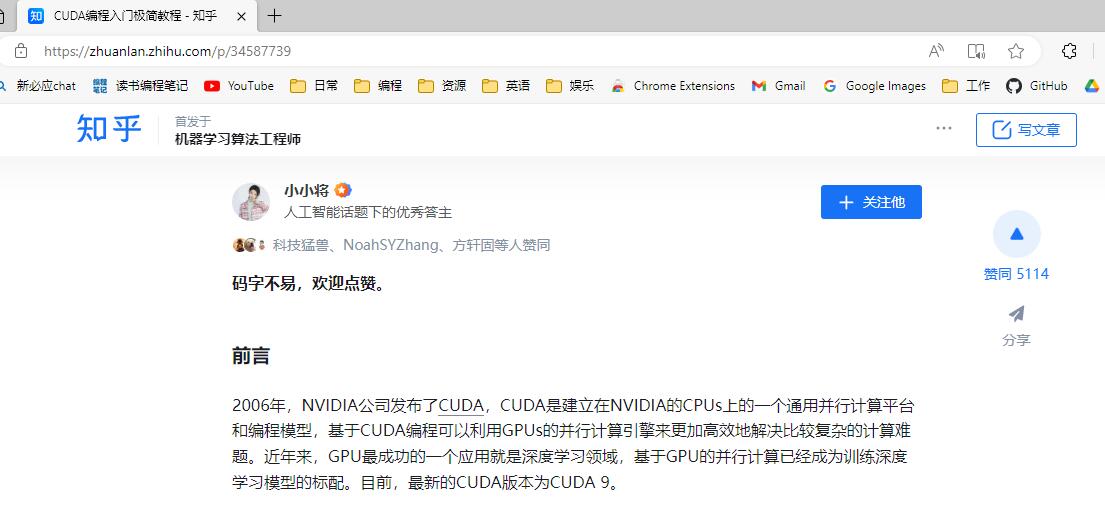 CUDA编程入门极简教程 - 知乎
https://zhuanlan.zhihu.com/p/34587739
新必应chat 读书编程笔记 YouTube 日常 编程 资源 英语 娱乐 Chrome Extensions Gmail Google Images 工作 GitHub
知乎 首发于
机器学习算法工程师
写文章
小小将
人工智能话题下的优秀答主
关注他
科技猛兽、NoahSYZhang、方轩固等人赞同
码字不易，欢迎点赞。
赞同 5114
分享
前言
2006年，NVIDIA公司发布了CUDA，CUDA是建立在NVIDIA的CPUs上的一个通用并行计算平台
和编程模型，基于CUDA编程可以利用GPUs的并行计算引擎来更加高效地解决比较复杂的计算难
题。近年来，GPU最成功的一个应用就是深度学习领域，基于GPU的并行计算已经成为训练深度
学习模型的标配。目前，最新的CUDA版本为CUDA 9。